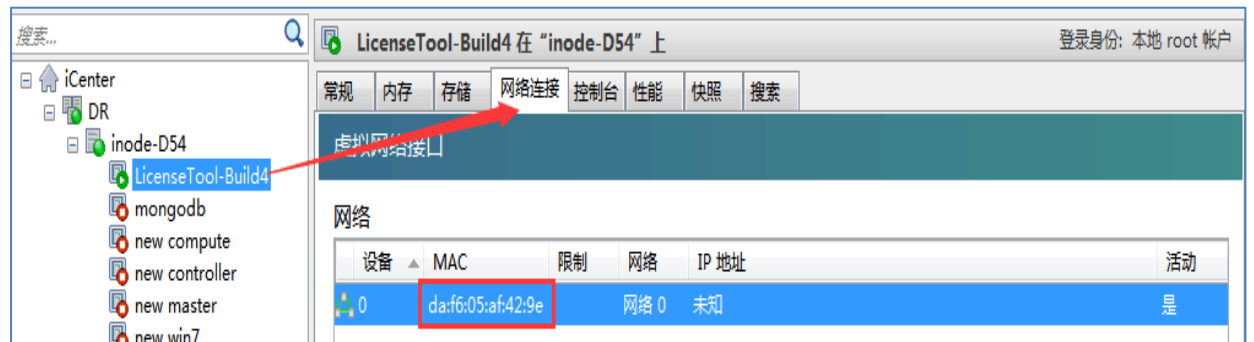 搜索...
iCenter
DR
inode-D54
LicenseTool-Build4
mongodb
new compute
new controller
new master
new win7
LicenseTool-Build4 在 “inode-D54” 上
登录身份: 本地 root 帐户
常规 内存 存储 网络连接 控制台 性能 快照 搜索
虚拟网络接口
网络
设备 MAC 限制 网络 IP 地址 活动
0 da:f6:05:af:42:9e 网络 0 未知 是